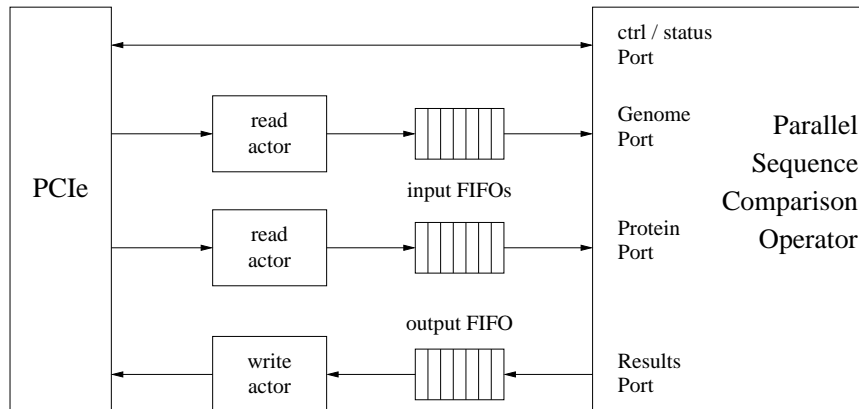 PCIe
ctrl / status
Port
read
actor
Genome
Port
input FIFOs
read
actor
Protein
Port
output FIFO
write
actor
Results
Port
Parallel
Sequence
Comparison
Operator